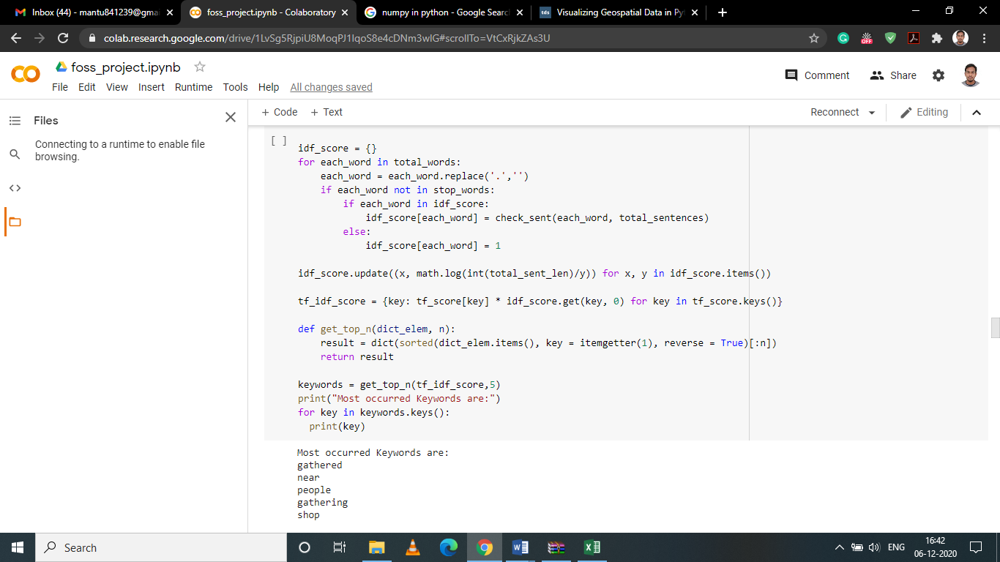 Inbox (44) - mantu841239@gma
foss_project.ipynb - Colaboratory
numpy in python - Google Searc
tds Visualizing Geospatial Data in Pyt
colab.research.google.com/drive/1LvSg5RjpiU8MoqPJ1IqoS8e4cDNm3wlG#scrollTo=VtCxRjkZAs3U
OFF
foss_project.ipynb
Comment Share
File Edit View Insert Runtime Tools Help All changes saved
Files
+ Code + Text Reconnect Editing
Connecting to a runtime to enable file
browsing.
[ ]
idf_score = {}
for each_word in total_words:
    each_word = each_word.replace('.','')
    if each_word not in stop_words:
        if each_word in idf_score:
            idf_score[each_word] = check_sent(each_word, total_sentences)
        else:
            idf_score[each_word] = 1
idf_score.update((x, math.log(int(total_sent_len)/y)) for x, y in idf_score.items())
tf_idf_score = {key: tf_score[key] * idf_score.get(key, 0) for key in tf_score.keys()}
def get_top_n(dict_elem, n):
    result = dict(sorted(dict_elem.items(), key = itemgetter(1), reverse = True)[:n])
    return result
keywords = get_top_n(tf_idf_score,5)
print("Most occurred Keywords are:")
for key in keywords.keys():
  print(key)
Most occurred Keywords are:
gathered
near
people
gathering
shop
Search
ENG
16:42
06-12-2020